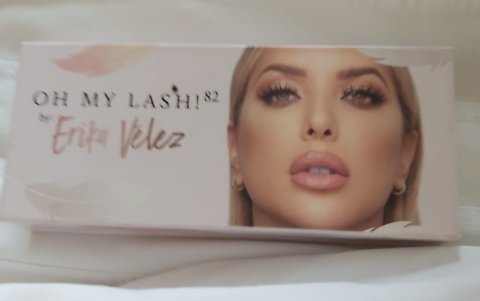 OH MY LASH!82
by:
Erika Velez